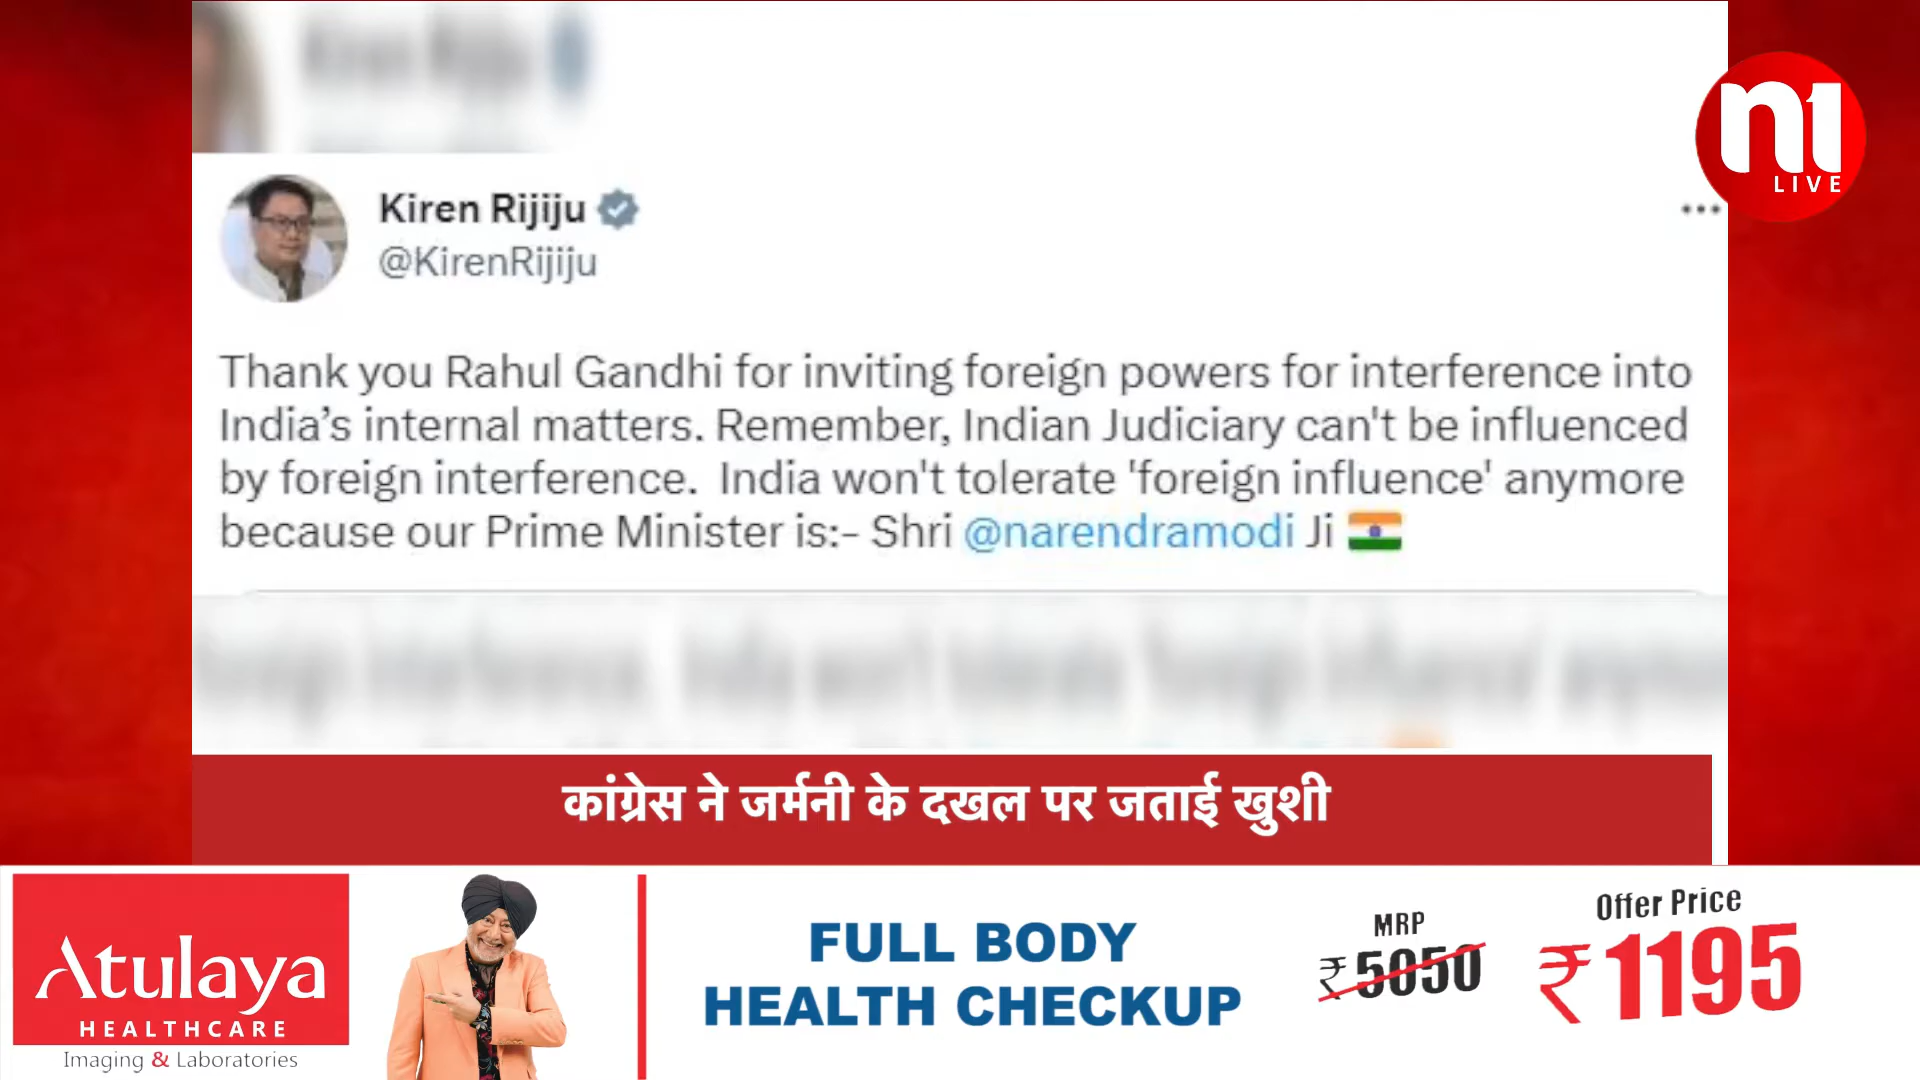 n1
LIVE
Kiren Rijiju
@KirenRijiju
Thank you Rahul Gandhi for inviting foreign powers for interference into
India’s internal matters. Remember, Indian Judiciary can't be influenced
by foreign interference.  India won't tolerate 'foreign influence' anymore
because our Prime Minister is:- Shri @narendramodi Ji
कांग्रेस ने जर्मनी के दखल पर जताई खुशी
Atulaya
HEALTHCARE
Imaging & Laboratories
FULL BODY
HEALTH CHECKUP
MRP
₹5050
Offer Price
₹1195